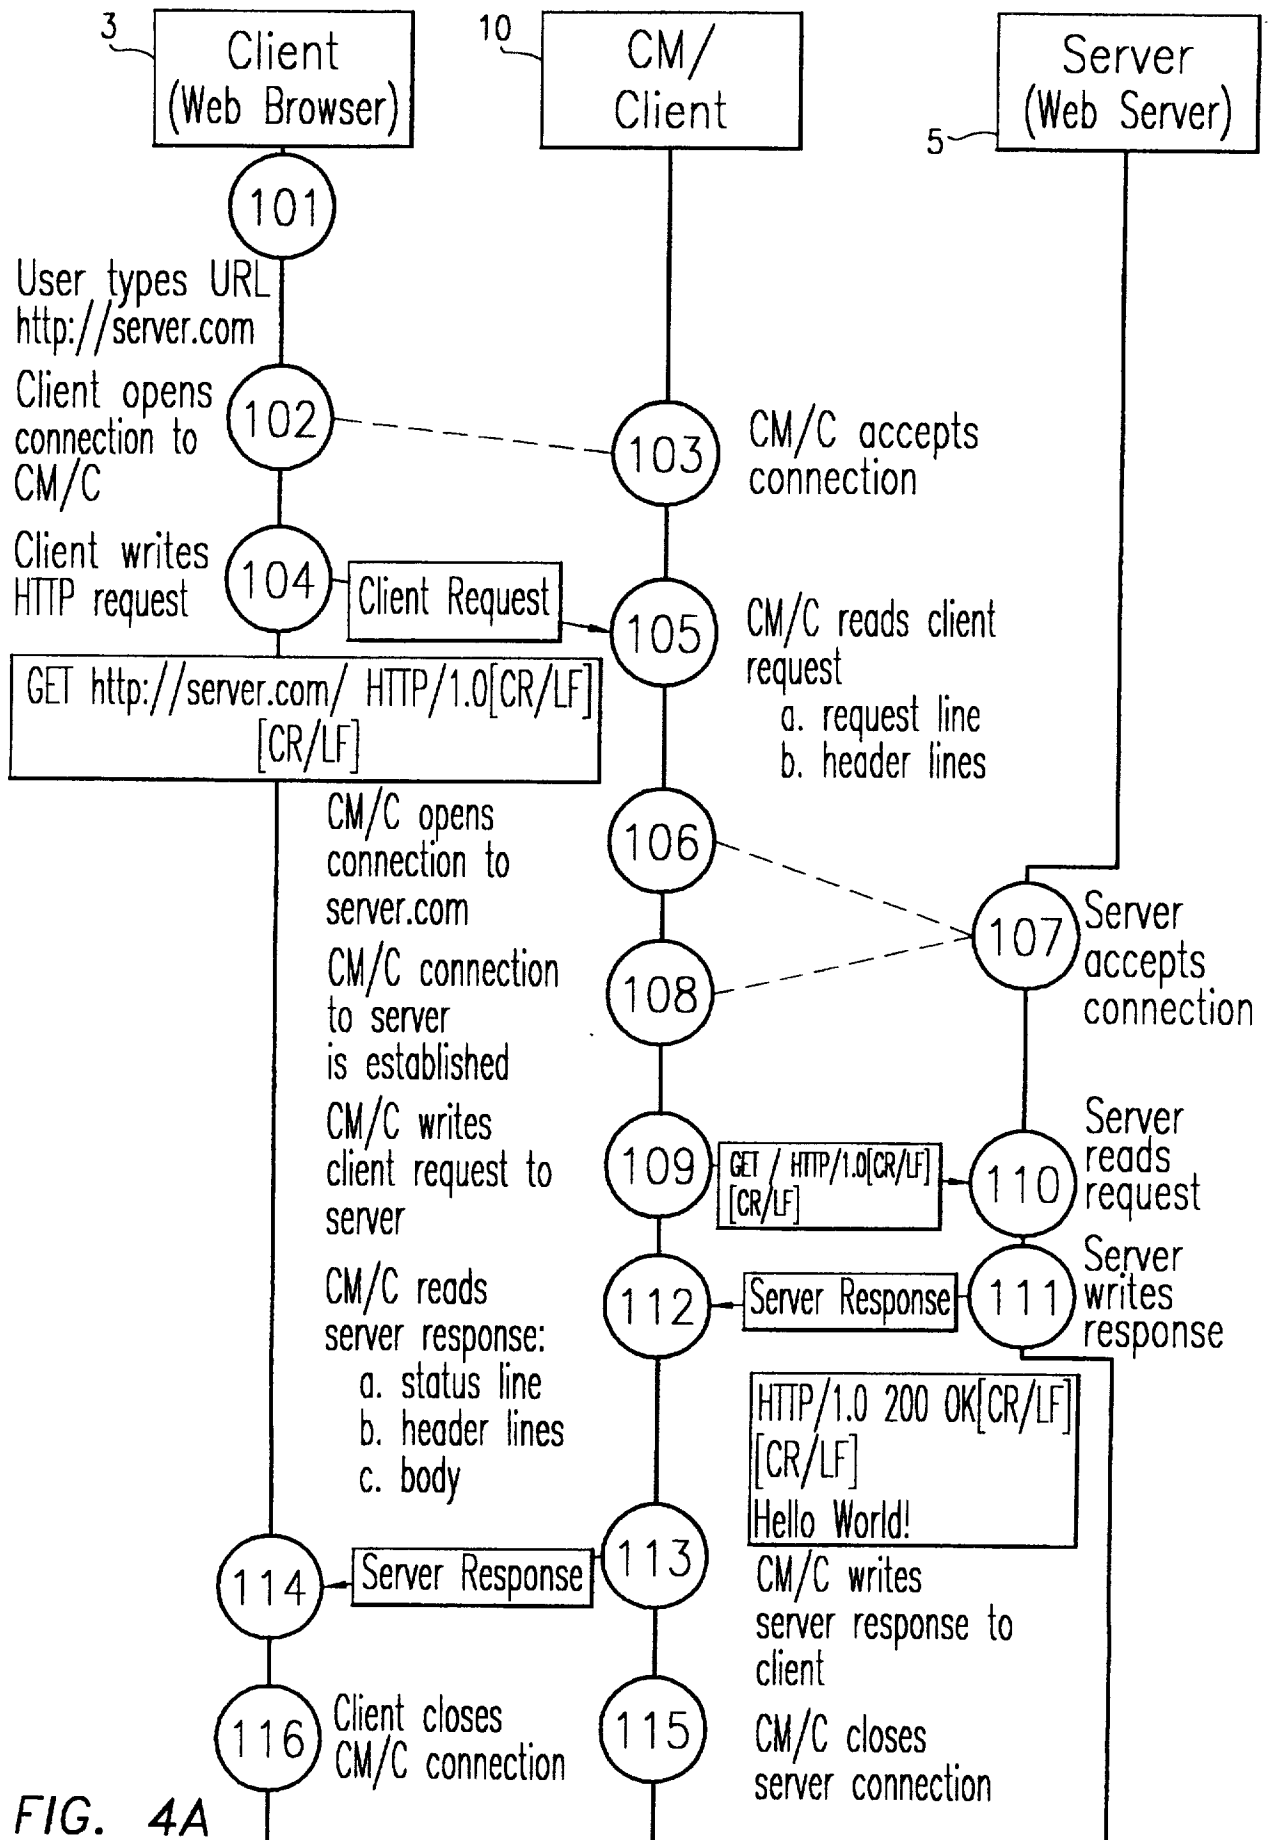 3
Client
(Web Browser)
10
CM/
Client
Server
(Web Server)
5
101
User types URL
http://server.com
Client opens
connection to
CM/C
102
103
CM/C accepts
connection
Client writes
HTTP request
104
Client Request
105
CM/C reads client
request
a. request line
b. header lines
GET http://server.com/ HTTP/1.0[CR/LF]
[CR/LF]
CM/C opens
connection to
server.com
106
107
Server
accepts
connection
CM/C connection
to server
is established
108
CM/C writes
client request to
server
109
GET / HTTP/1.0[CR/LF]
[CR/LF]
110
Server
reads
request
CM/C reads
server response:
a. status line
b. header lines
c. body
112
Server Response
111
Server
writes
response
HTTP/1.0 200 OK[CR/LF]
[CR/LF]
Hello World!
114
Server Response
113
CM/C writes
server response to
client
116
Client closes
CM/C connection
115
CM/C closes
server connection
FIG. 4A